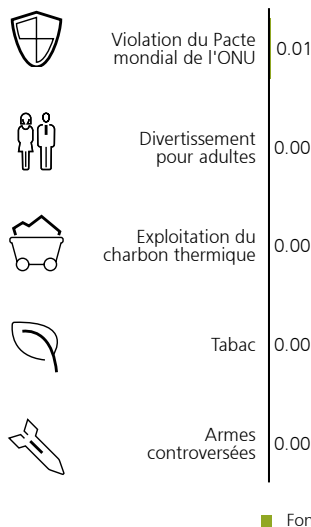 Violation du Pacte
mondial de l'ONU
0.01
Divertissement
pour adultes
0.00
Exploitation du
charbon thermique
0.00
Tabac
0.00
Armes
controversées
0.00